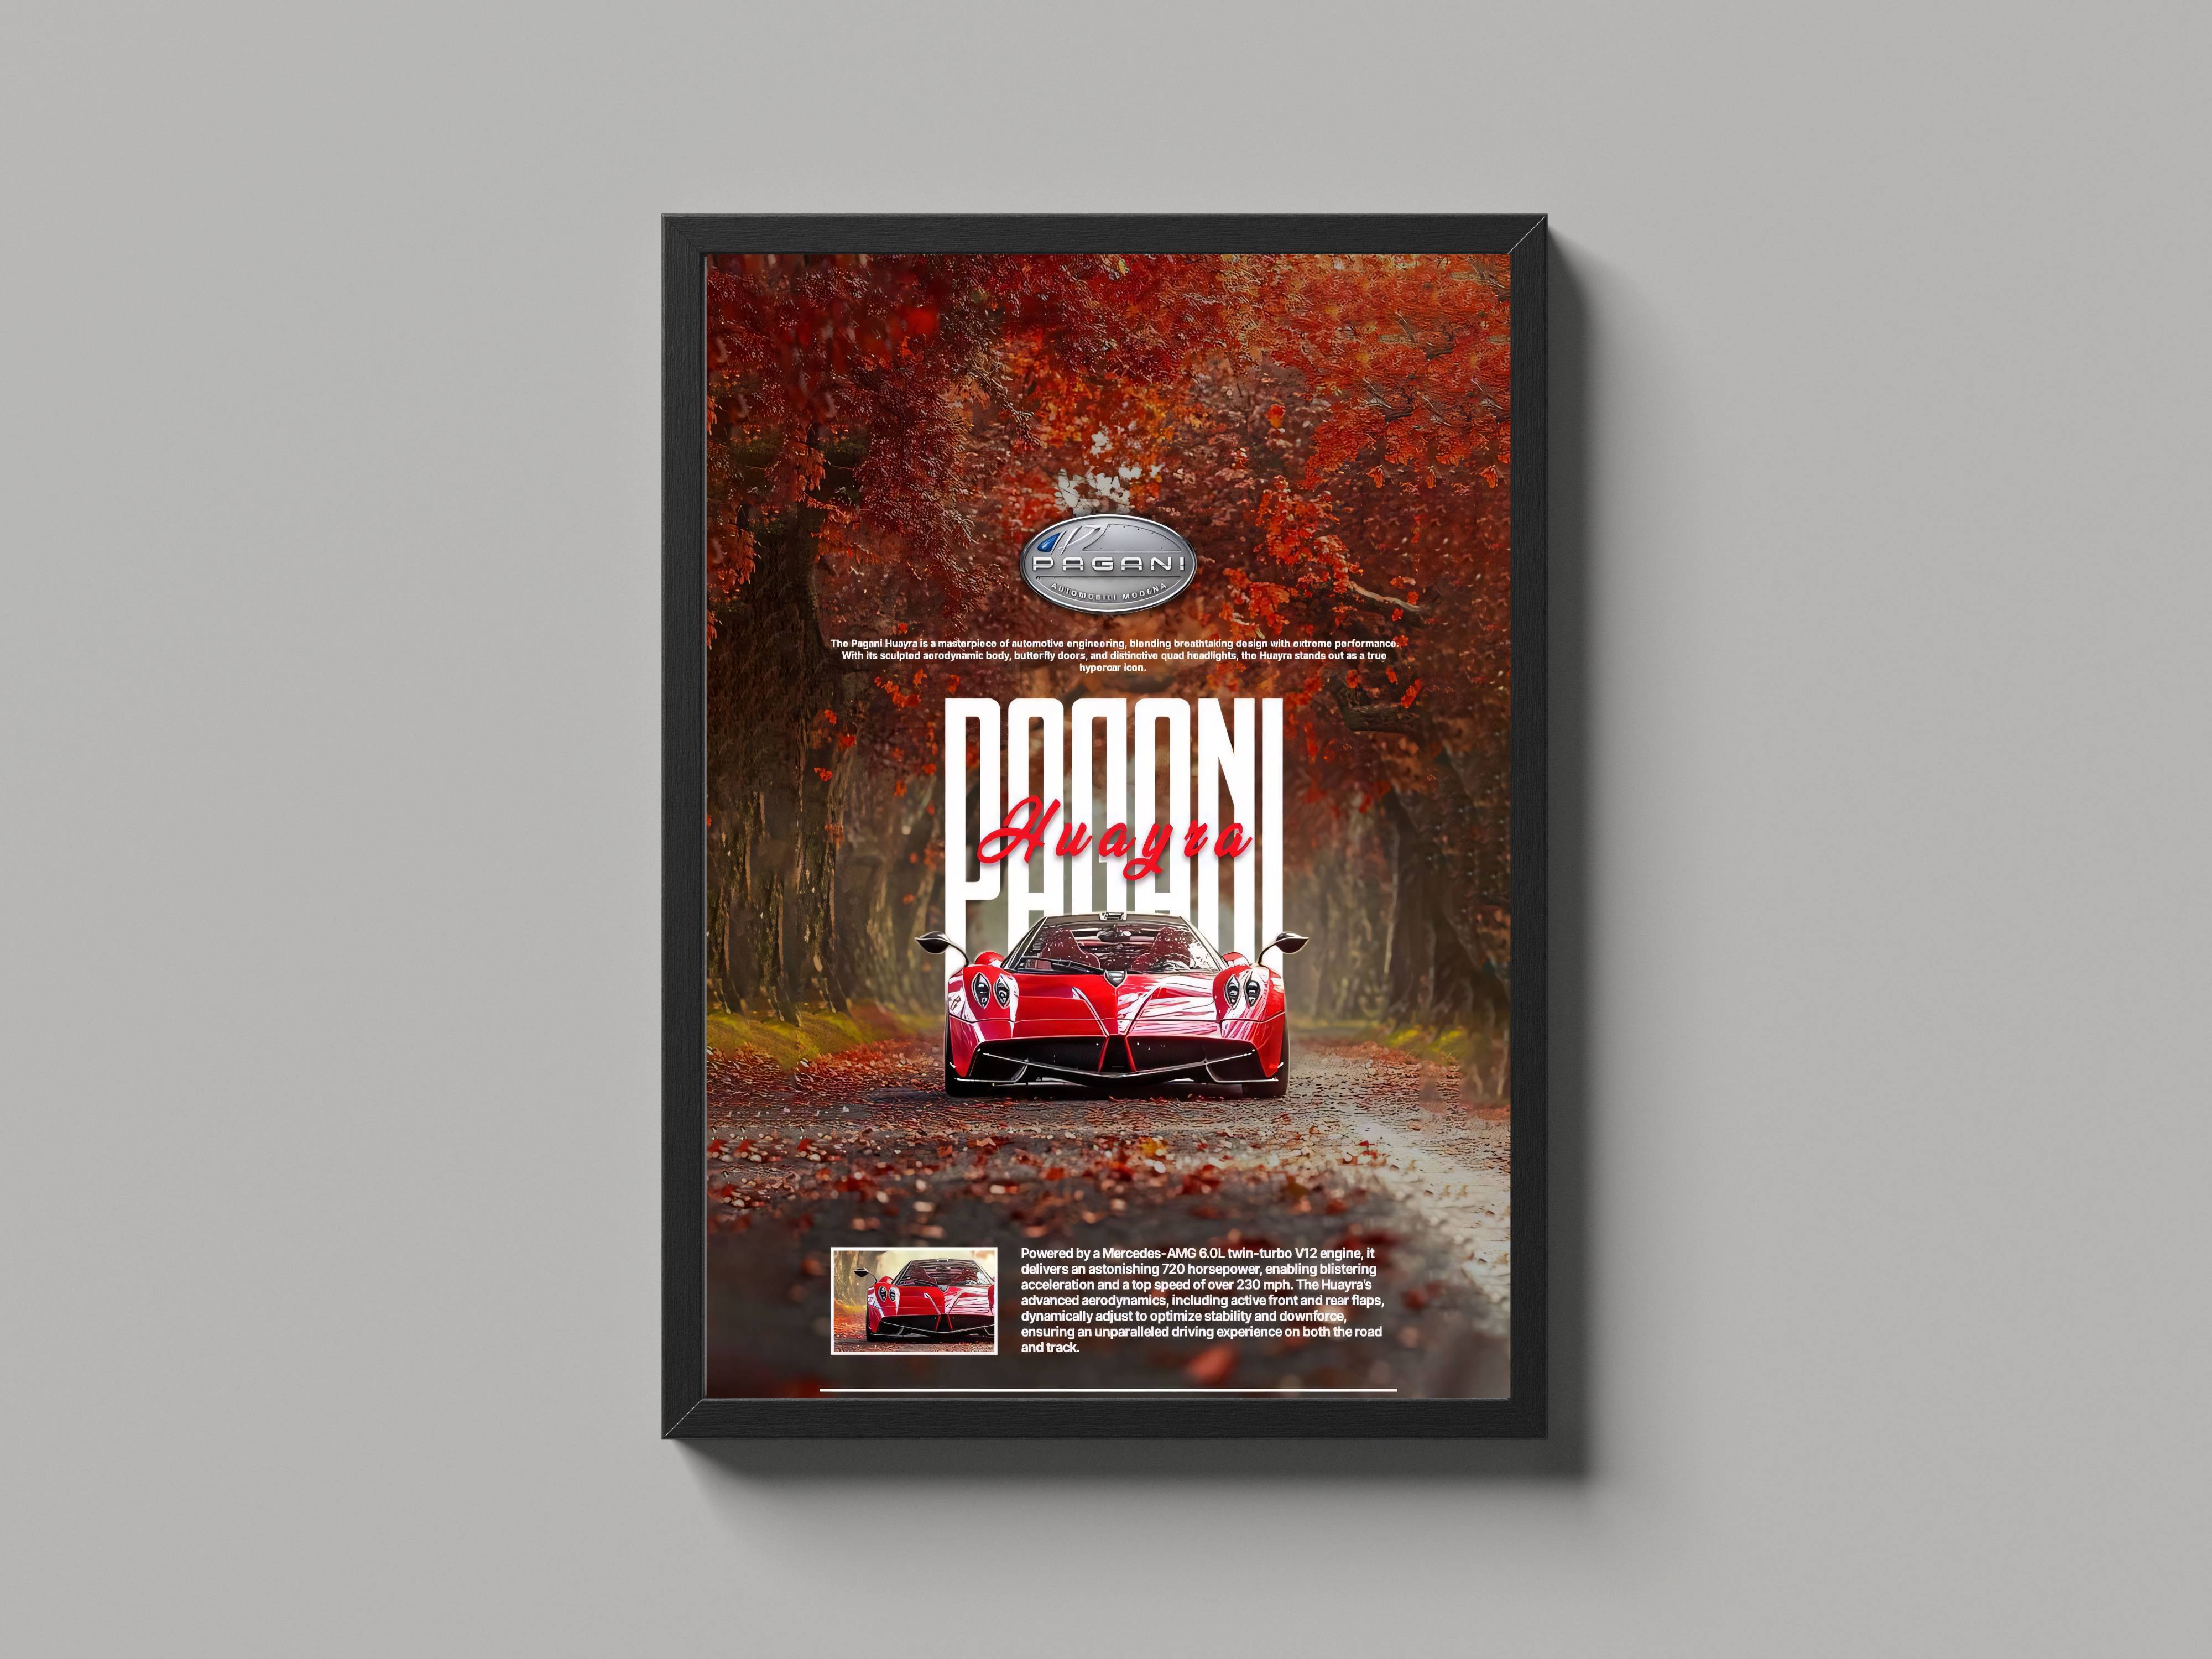 PAGANI
AUTOMOBILI MODENA
The Pagani Huayra is a masterpiece of automotive engineering, blending breathtaking design with extreme performance.
With its sculpted aerodynamic body, butterfly doors, and distinctive quad headlights, the Huayra stands out as a true
hypercar icon.
PAGANI
Huayra
Powered by a Mercedes-AMG 6.0L twin-turbo V12 engine, it
delivers an astonishing 720 horsepower, enabling blistering
acceleration and a top speed of over 230 mph. The Huayra's
advanced aerodynamics, including active front and rear flaps,
dynamically adjust to optimize stability and downforce,
ensuring an unparalleled driving experience on both the road
and track.